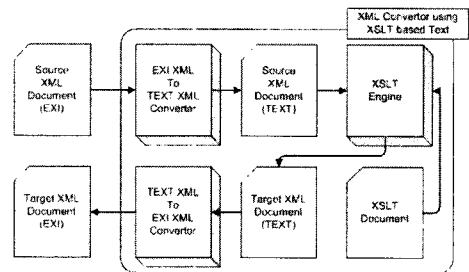 XML Convertor using
XSLT based Text
Source
XML
Document
(EXI)
EXI XML
To
TEXT XML
Converter
Source
XML
Document
(TEXT)
XSLT
Engine
Target XML
Document
(EXI)
TEXT XML
To
EXI XML
Convertor
Target XML
Document
(TEXT)
XSLT
Document